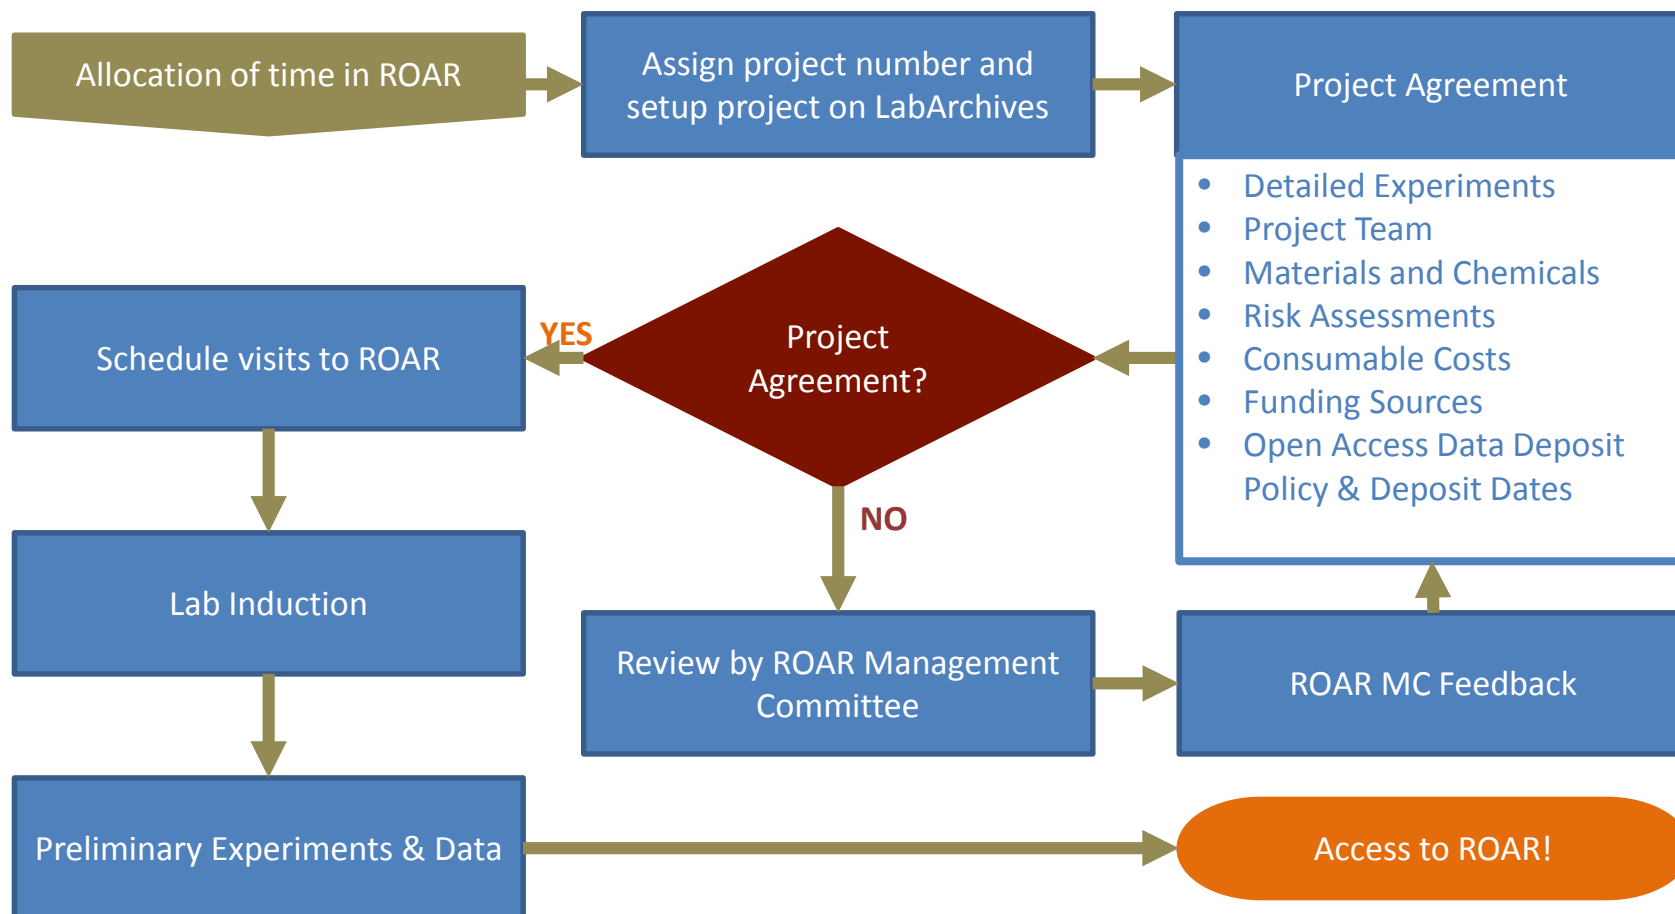 Allocation of time in ROAR
Assign project number and
setup project on LabArchives
Project Agreement
• Detailed Experiments
• Project Team
• Materials and Chemicals
• Risk Assessments
• Consumable Costs
• Funding Sources
• Open Access Data Deposit
Policy & Deposit Dates
Project
Agreement?
YES
Schedule visits to ROAR
NO
Lab Induction
Review by ROAR Management
Committee
ROAR MC Feedback
Preliminary Experiments & Data
Access to ROAR!